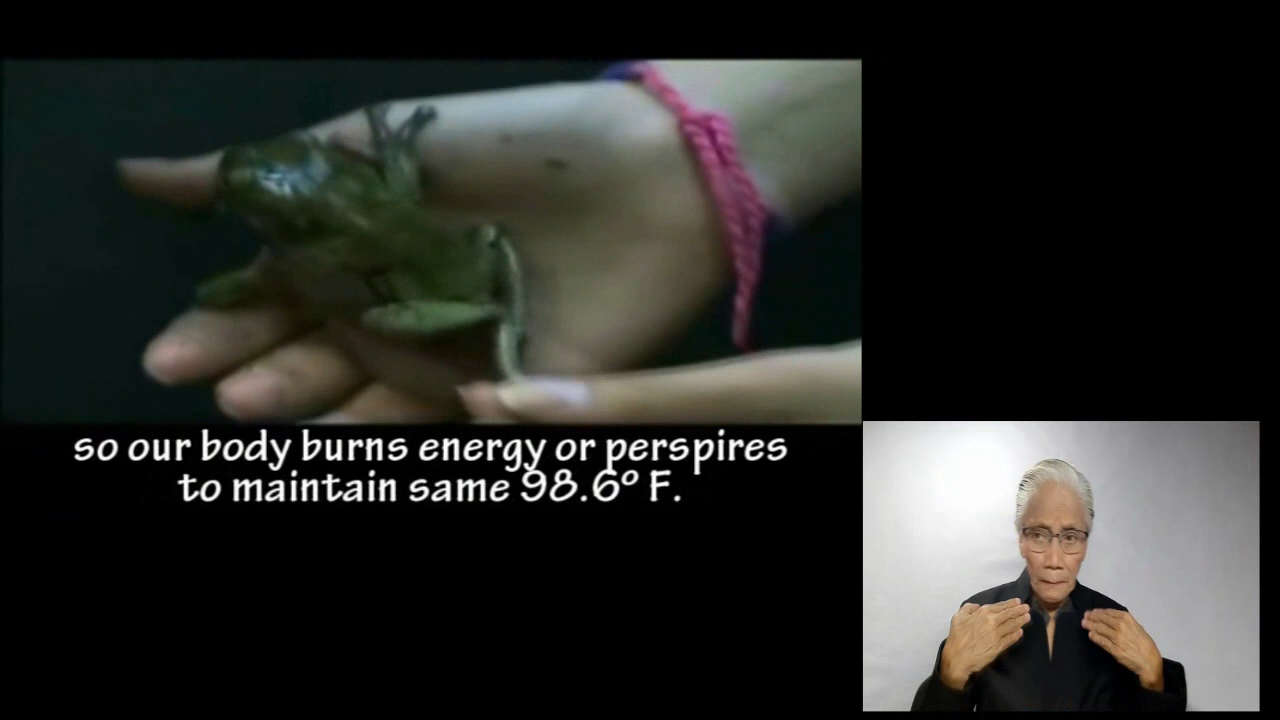 so our body burns energy or perspires
to maintain same 98.6° F.